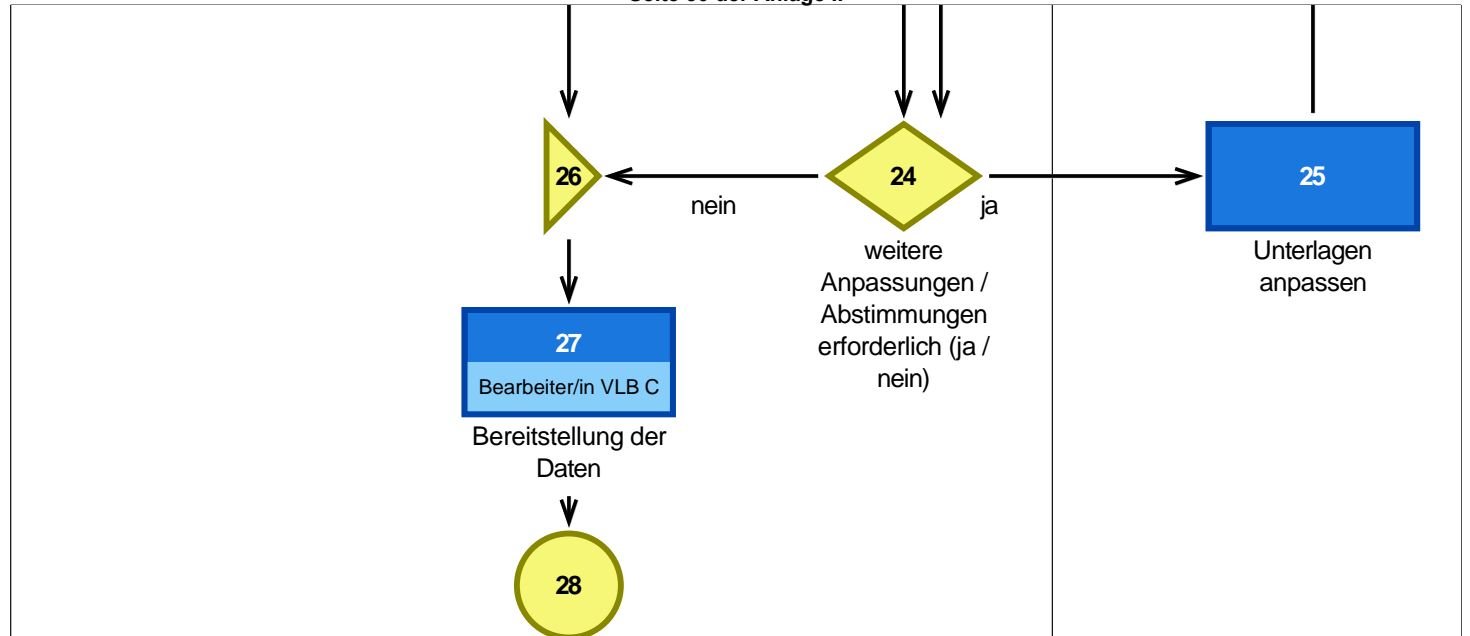 26
24
25
nein
ja
weitere
Anpassungen /
Abstimmungen
erforderlich (ja /
nein)
Unterlagen
anpassen
27
Bearbeiter/in VLB C
Bereitstellung der
Daten
28